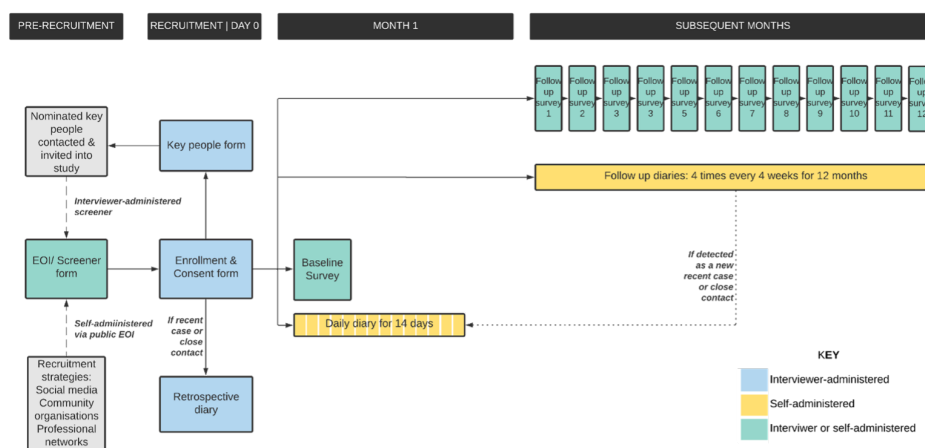 PRE-RECRUITMENT
RECRUITMENT | DAY 0
MONTH 1
SUBSEQUENT MONTHS
Follow
up
survey
1
Follow
up
survey
2
Follow
up
survey
3
Follow
up
survey
3
Follow
up
survey
5
Follow
up
survey
6
Follow
up
survey
7
Follow
up
survey
8
Follow
up
survey
9
Follow
up
survey
10
Follow
up
survey
11
Follow
up
survey
12
Nominated key
people
contacted &
invited into
study
Key people form
Follow up diaries: 4 times every 4 weeks for 12 months
Interviewer-administered
screener
EOI/ Screener
form
Enrollment &
Consent form
Baseline
Survey
If detected
as a new
recent case
or close
contact
Self-admiinistered
via public EOI
If recent
case or
close
contact
Daily diary for 14 days
Recruitment
strategies:
Social media
Community
organisations
Professional
networks
Retrospective
diary
KEY
Interviewer-administered
Self-administered
Interviwer or self-administered